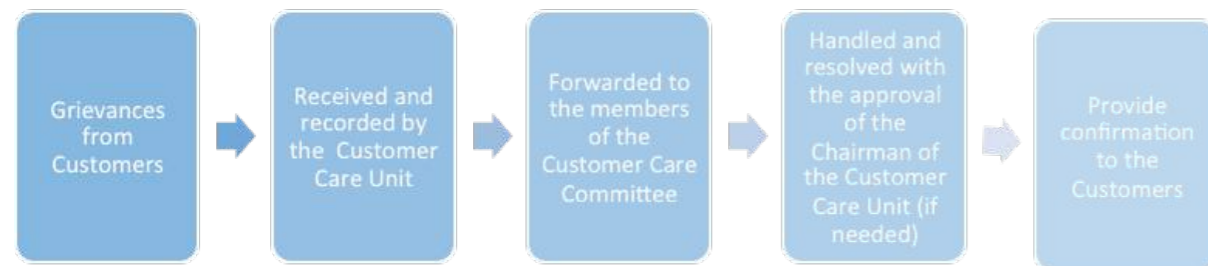 Grievances
from
Customers
Received and
recorded by
the Customer
Care Unit
Forwarded to
the members
of the
Customer Care
Committee
Handled and
resolved with
the approval
of the
Chairman of
the Customer
Care Unit (if
needed)
Provide
confirmation
to the
Customers